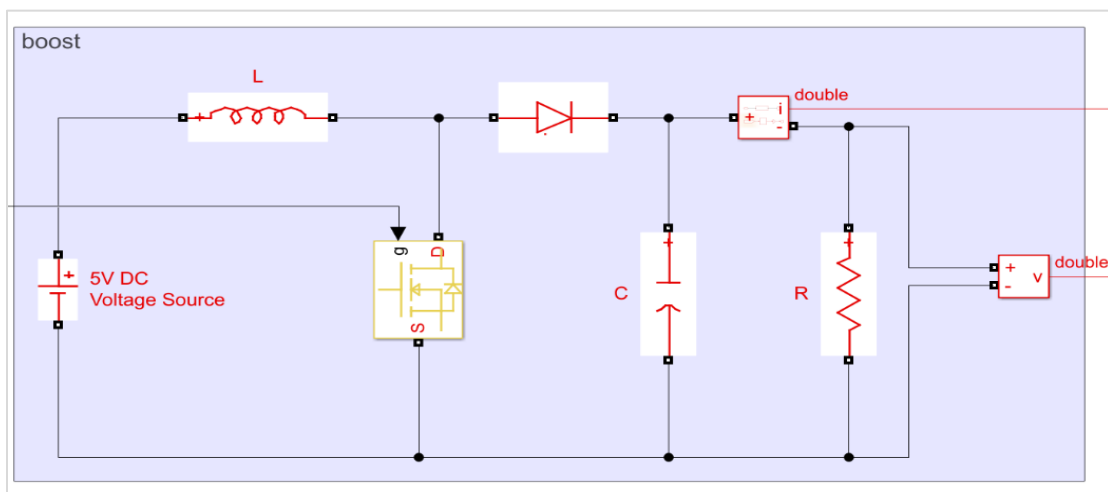 boost
L
double
+
i
+
-
g
D
S
+
5V DC
Voltage Source
+
C
+
R
+
-
v
double
+